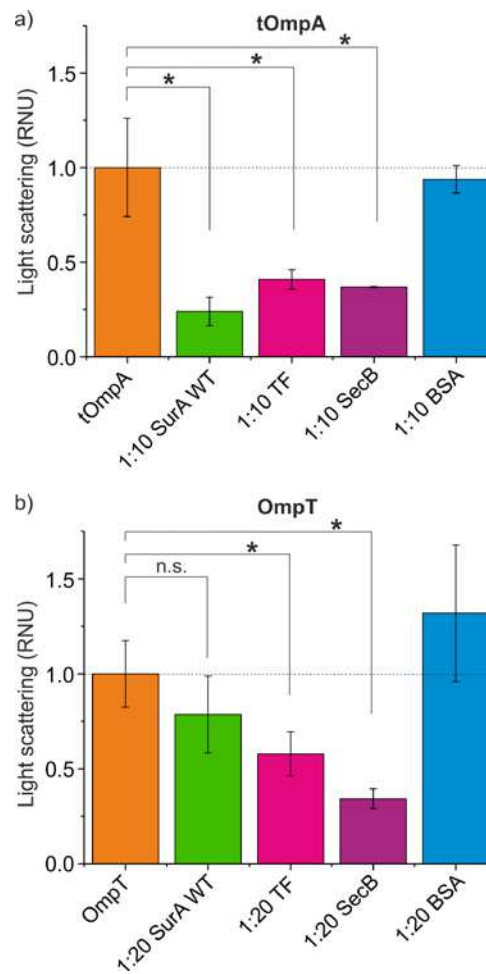 a)
tOmpA
*
*
*
Light scattering (RNU)
1.5
1.0
0.5
0.0
tOmpA
1:10 SurA WT
1:10 TF
1:10 SecB
1:10 BSA
b)
OmpT
*
*
n.s.
Light scattering (RNU)
1.5
1.0
0.5
0.0
OmpT
1:20 SurA WT
1:20 TF
1:20 SecB
1:20 BSA